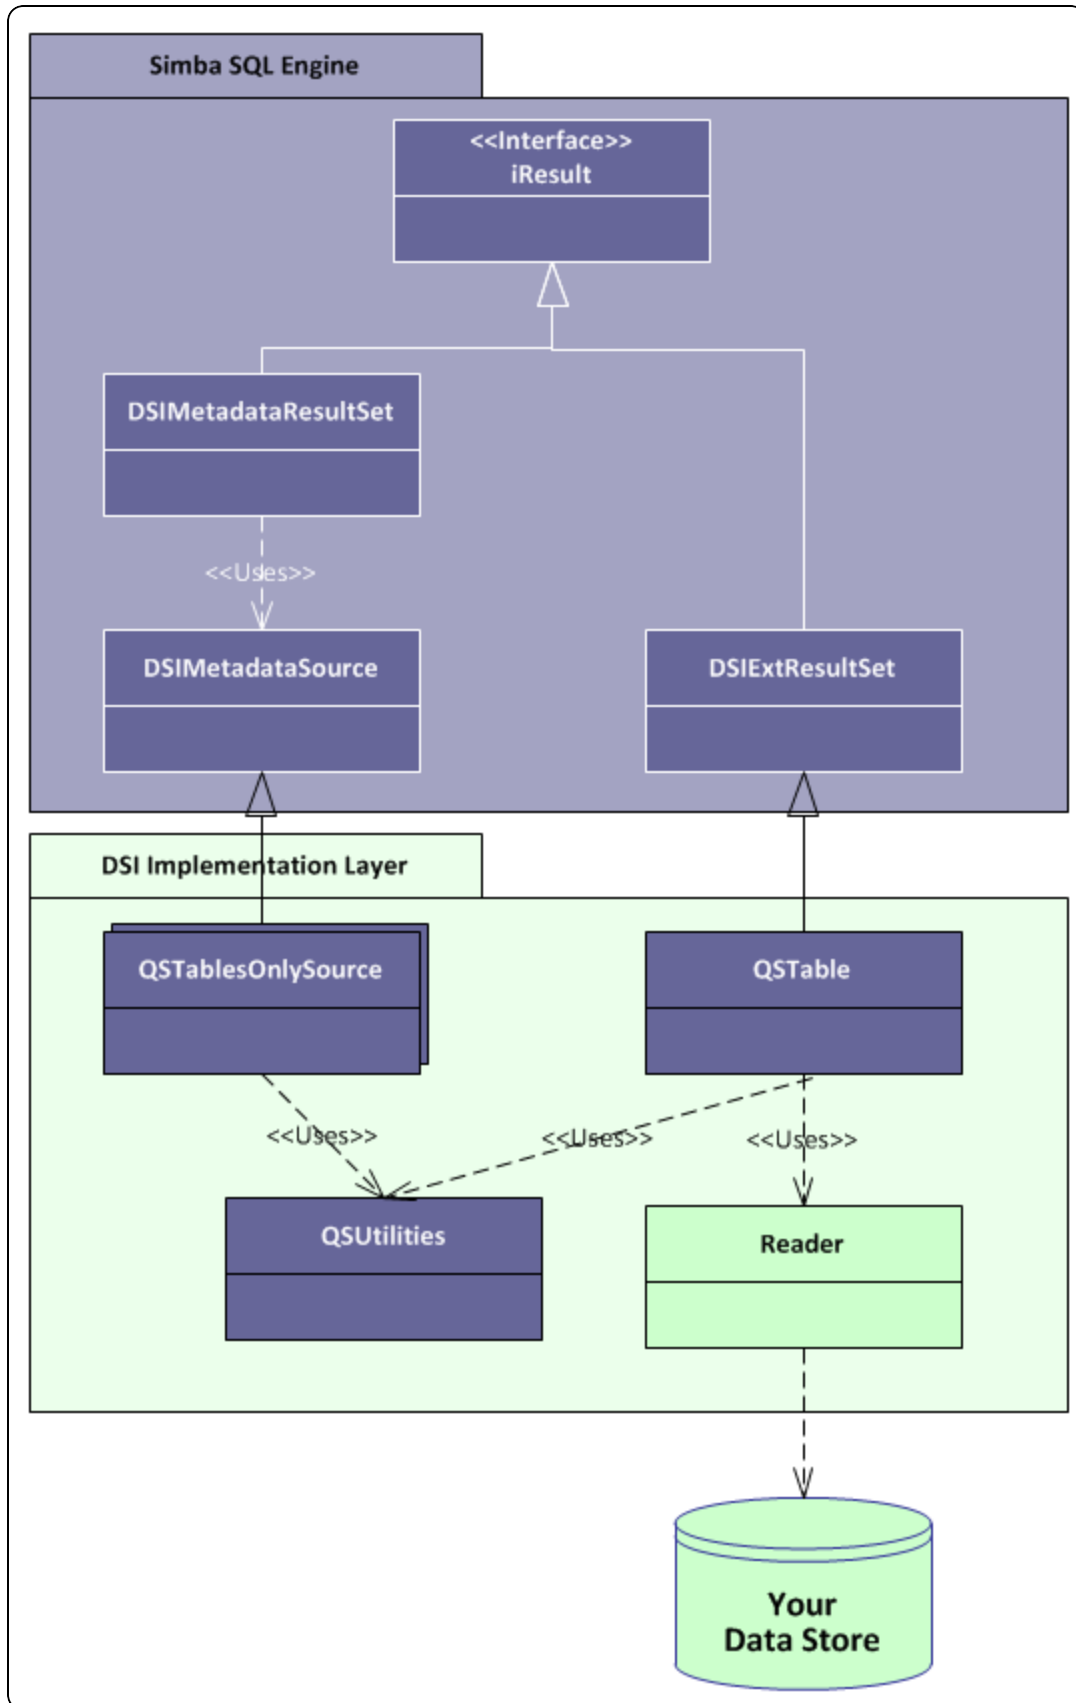 Simba SQL Engine
<<Interface>>
iResult
DSIMetadataResultSet
<<Uses>>
DSIMetadataSource
DSIExtResultSet
DSI Implementation Layer
QSTablesOnlySource
QSTable
<<Uses>>
<<Uses>>
<<Uses>>
QSUtilities
Reader
Your
Data Store